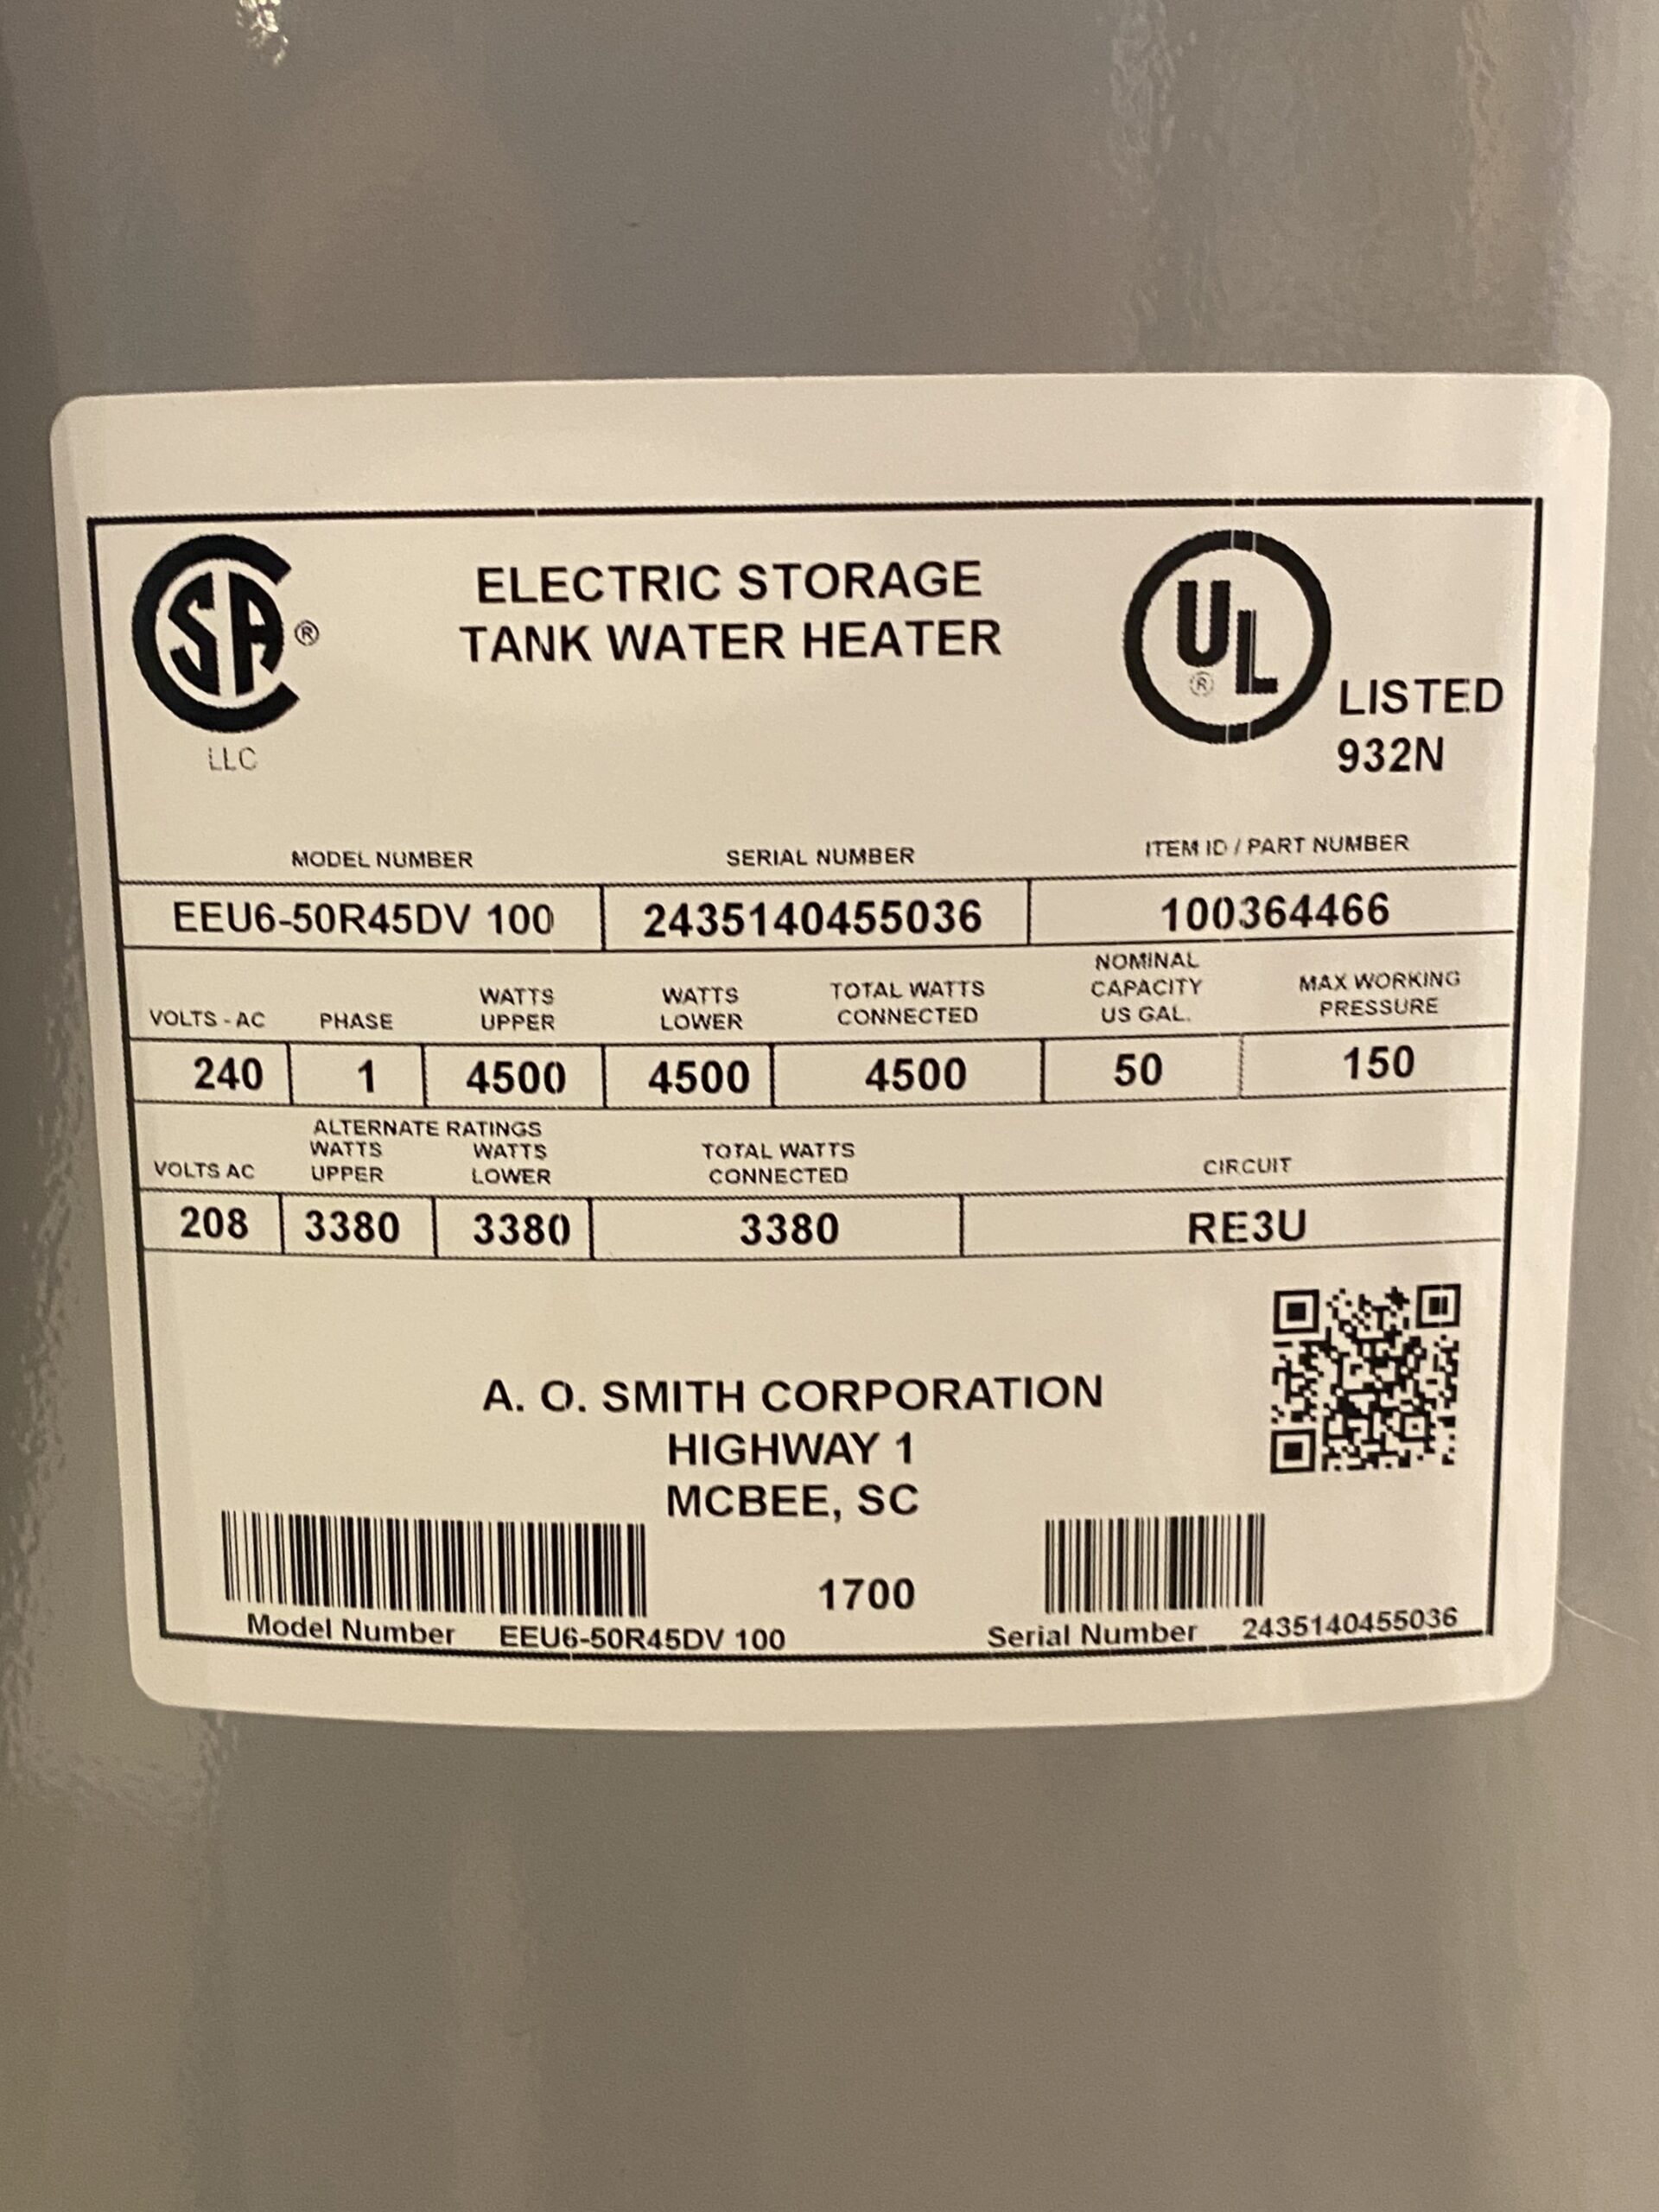 SA ®
LLC
ELECTRIC STORAGE
TANK WATER HEATER
UL ®
LISTED
932N
MODEL NUMBER SERIAL NUMBER ITEM ID / PART NUMBER
EEU6-50R45DV 100 2435140455036 100364466
VOLTS - AC PHASE WATTS UPPER WATTS LOWER TOTAL WATTS CONNECTED NOMINAL CAPACITY US GAL. MAX WORKING PRESSURE
240 1 4500 4500 4500 50 150
ALTERNATE RATINGS
VOLTS AC WATTS UPPER WATTS LOWER TOTAL WATTS CONNECTED CIRCUIT
208 3380 3380 3380 RE3U
A. O. SMITH CORPORATION
HIGHWAY 1
MCBEE, SC
1700
Model Number EEU6-50R45DV 100 Serial Number 2435140455036